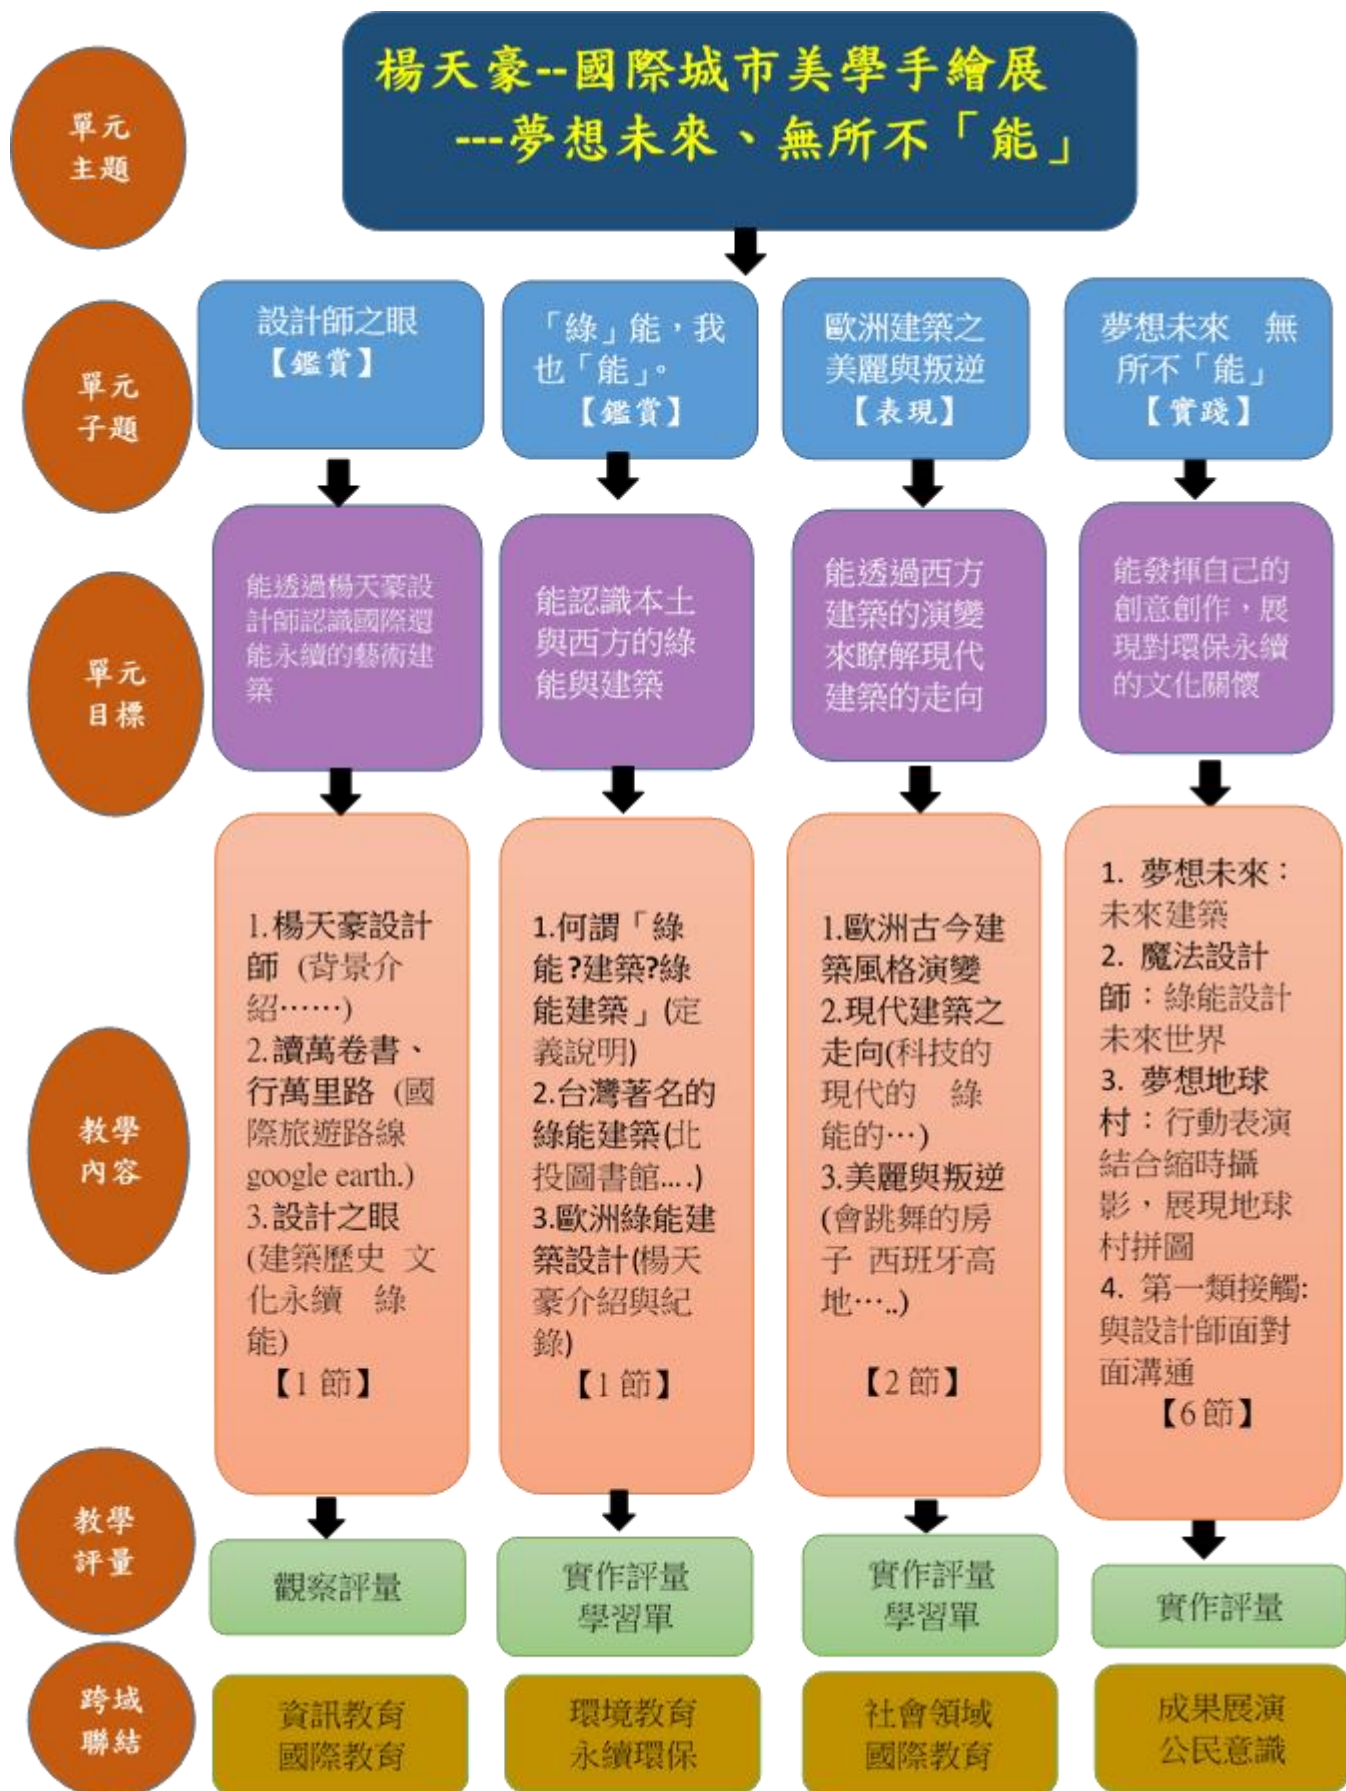 楊天豪--國際城市美學手繪展
---夢想未來、無所不「能」
單元
主題
單元
子題
設計師之眼
【鑑賞】
「綠」能，我
也「能」。
【鑑賞】
歐洲建築之
美麗與叛逆
【表現】
夢想未來 無
所不「能」
【實踐】
單元
目標
能透過楊天豪設
計師認識國際還
能永續的藝術建
築
能認識本土
與西方的綠
能與建築
能透過西方
建築的演變
來瞭解現代
建築的走向
能發揮自己的
創意創作，展
現對環保永續
的文化關懷
教學
內容
1.楊天豪設計
師 (背景介
紹⋯⋯)
2.讀萬卷書、
行萬里路 (國
際旅遊路線
google earth.)
3.設計之眼
(建築歷史 文
化永續 綠
能)
【1 節】
1.何謂「綠
能?建築?綠
能建築」(定
義說明)
2.台灣著名的
綠能建築(北
投圖書館....)
3.歐洲綠能建
築設計(楊天
豪介紹與紀
錄)
【1 節】
1.歐洲古今建
築風格演變
2.現代建築之
走向(科技的
現代的 綠
能的⋯)
3.美麗與叛逆
(會跳舞的房
子 西班牙高
地⋯..)
【2 節】
1. 夢想未來：
未來建築
2. 魔法設計
師：綠能設計
未來世界
3. 夢想地球
村：行動表演
結合縮時攝
影，展現地球
村拼圖
4. 第一類接觸:
與設計師面對
面溝通
【6 節】
教學
評量
觀察評量
實作評量
學習單
實作評量
學習單
實作評量
跨域
聯結
資訊教育
國際教育
環境教育
永續環保
社會領域
國際教育
成果展演
公民意識